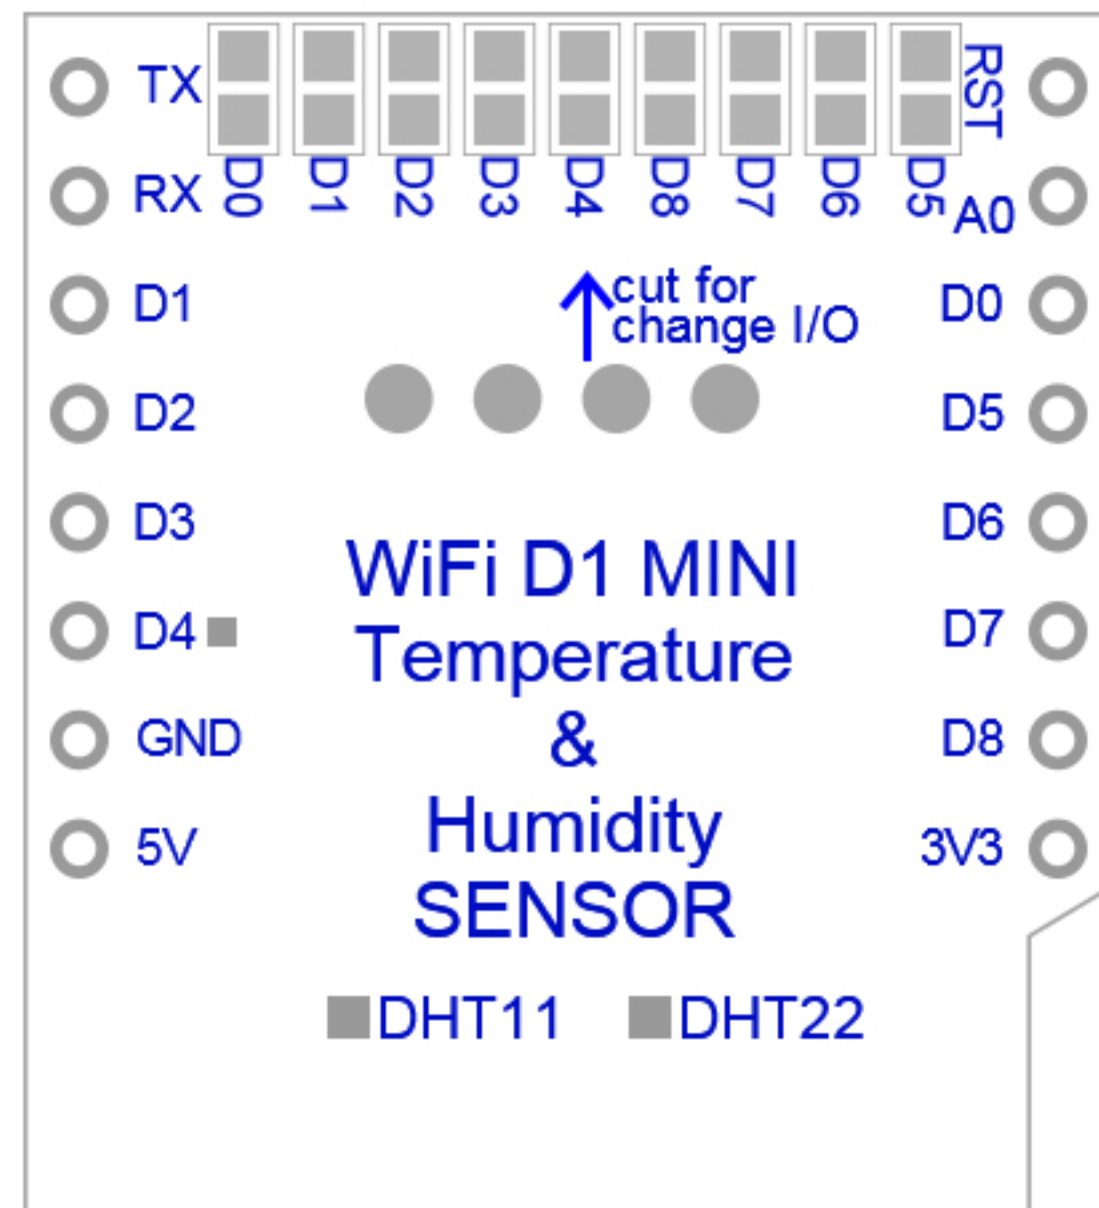 TX
RST
D0 D1 D2 D3 D4 D8 D7 D6 D5
RX
A0
cut for
change I/O
D1
D0
D2
D5
D3
D6
WiFi D1 MINI
Temperature
&
Humidity
SENSOR
D4
D7
GND
D8
5V
3V3
DHT11 DHT22